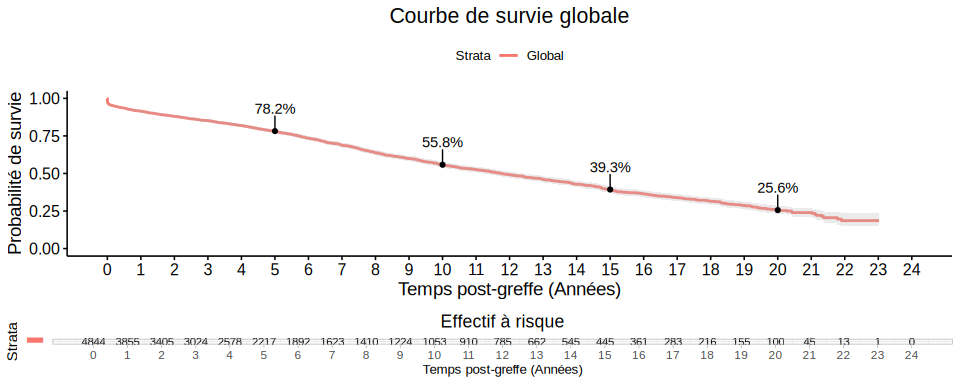 Courbe de survie globale
Strata Global
Probabilité de survie
1.00
0.75
0.50
0.25
0.00
78.2%
55.8%
39.3%
25.6%
0 1 2 3 4 5 6 7 8 9 10 11 12 13 14 15 16 17 18 19 20 21 22 23 24
Temps post-greffe (Années)
Effectif à risque
Strata
4844 3855 3405 3024 2578 2217 1892 1623 1410 1224 1053 910 785 662 545 445 361 283 216 155 100 45 13 1 0
0 1 2 3 4 5 6 7 8 9 10 11 12 13 14 15 16 17 18 19 20 21 22 23 24
Temps post-greffe (Années)